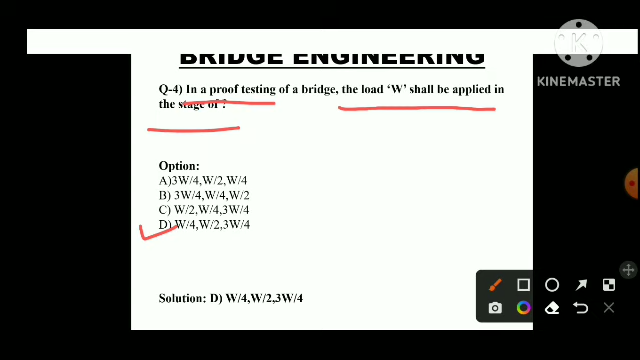 BRIDGE ENGINEERING
Q-4) In a proof testing of a bridge, the load ‘W’ shall be applied in
the stage of ?
Option:
A)3W/4,W/2,W/4
B) 3W/4,W/4,W/2
C) W/2,W/4,3W/4
D) W/4,W/2,3W/4
Solution: D) W/4,W/2,3W/4
K
KINEMASTER